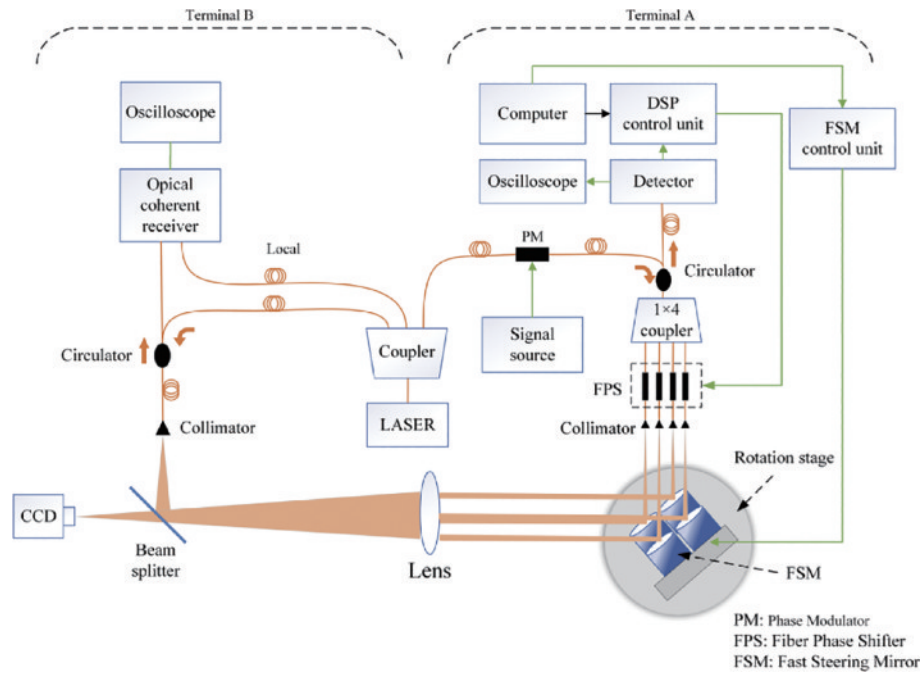 Terminal B
Terminal A
Oscilloscope
Computer
DSP
control unit
FSM
control unit
Opical
coherent
receiver
Oscilloscope
Detector
Local
PM
Circulator
1×4
coupler
Signal
source
Circulator
Coupler
FPS
LASER
Collimator
Collimator
Rotation stage
CCD
Beam
splitter
Lens
FSM
PM: Phase Modulator
FPS: Fiber Phase Shifter
FSM: Fast Steering Mirror